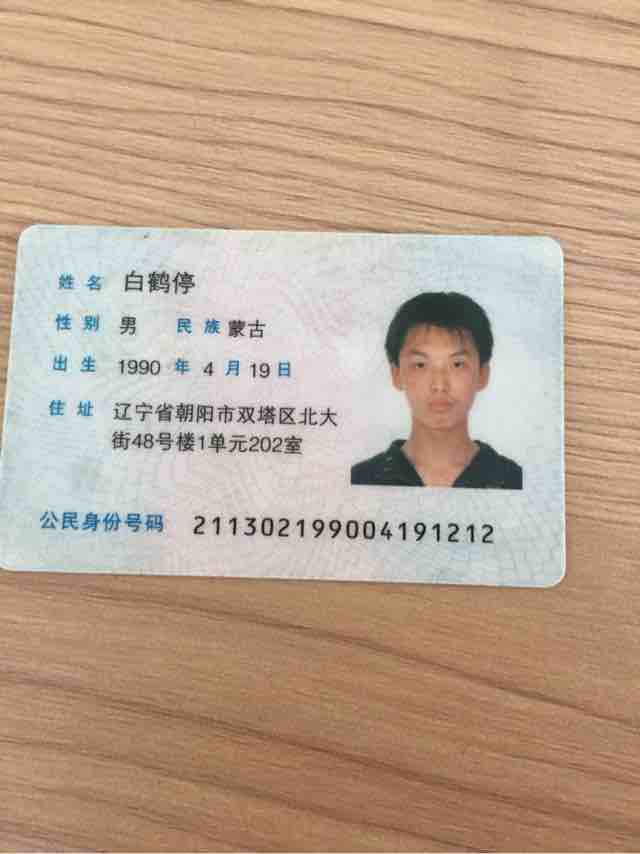 姓名 白鹤停
性别 男 民族 蒙古
出生 1990 年 4 月 19 日
住址 辽宁省朝阳市双塔区北大
街48号楼1单元202室
公民身份号码 211302199004191212